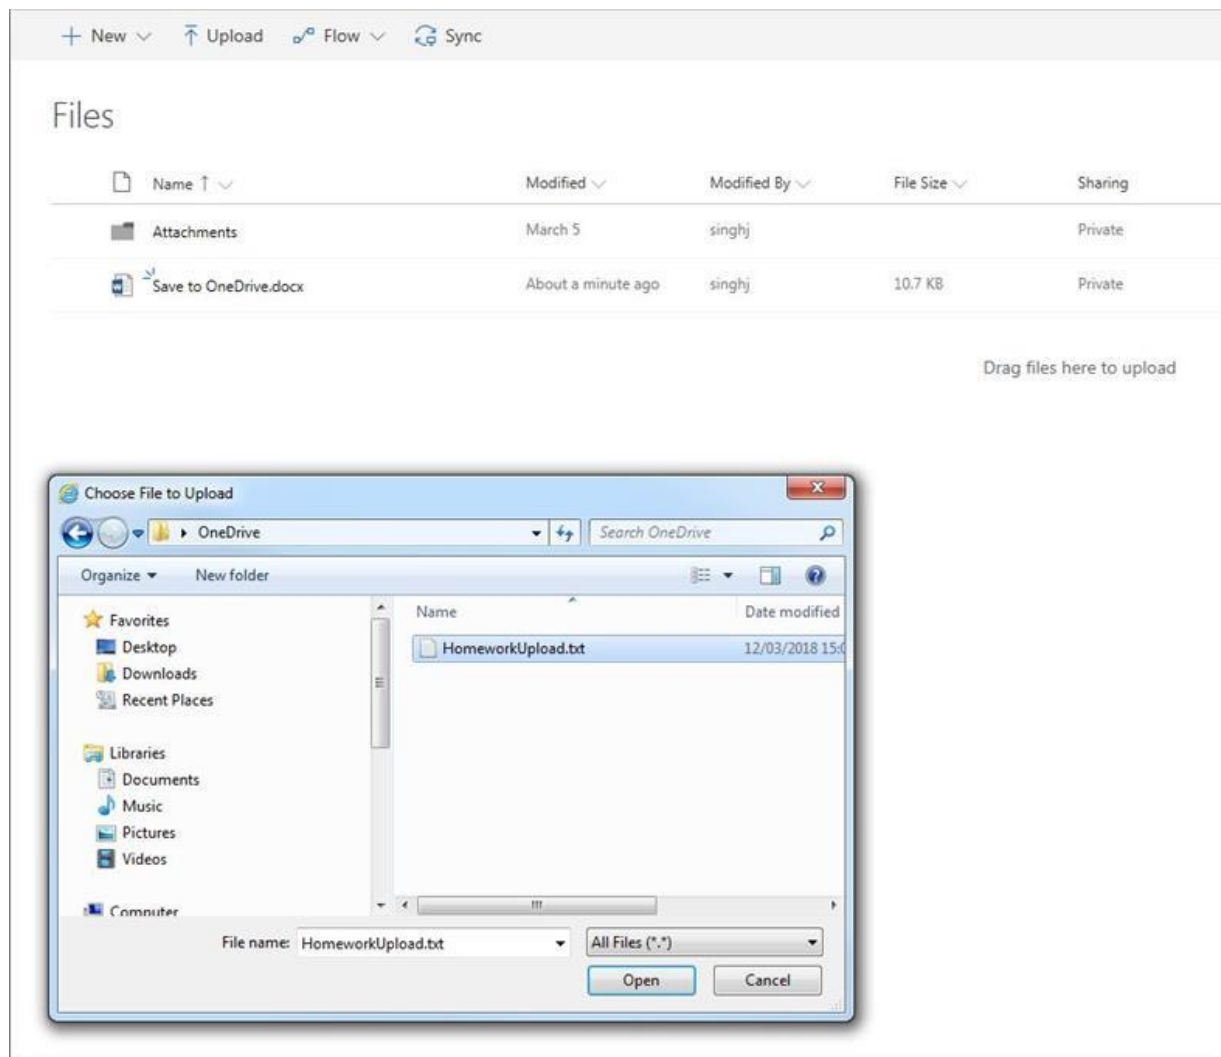 New Upload Flow Sync
Files
Name Modified Modified By File Size Sharing
Attachments March 5 singhj Private
Save to OneDrive.docx About a minute ago singhj 10.7 KB Private
Drag files here to upload
Choose File to Upload
OneDrive Search OneDrive
Organize New folder
Favorites
Desktop
Downloads
Recent Places
Libraries
Documents
Music
Pictures
Videos
Computer
Name Date modified
HomeworkUpload.txt 12/03/2018
File name: HomeworkUpload.txt All Files (*.*)
Open Cancel